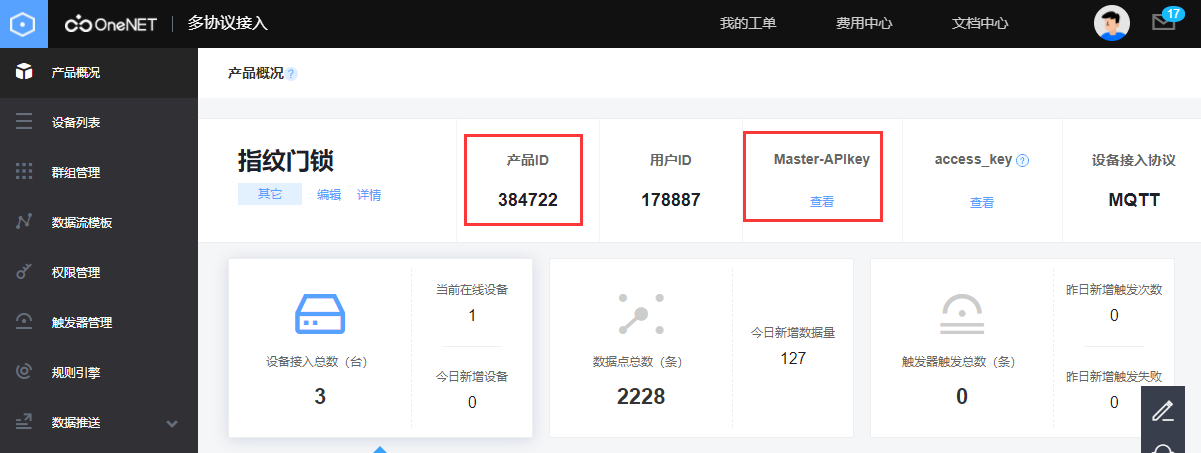 OneNET 多协议接入 我的工单 费用中心 文档中心 17
产品概况
设备列表
群组管理
数据流模板
权限管理
触发器管理
规则引擎
数据推送
产品概况 ?
指纹门锁
其它 编辑 详情
产品ID
384722
用户ID
178887
Master-APIkey
查看
access_key ?
查看
设备接入协议
MQTT
设备接入总数（台）
3
当前在线设备
1
今日新增设备
0
数据点总数（条）
2228
今日新增数据量
127
触发器触发总数（条）
0
昨日新增触发次数
0
昨日新增触发失败
0